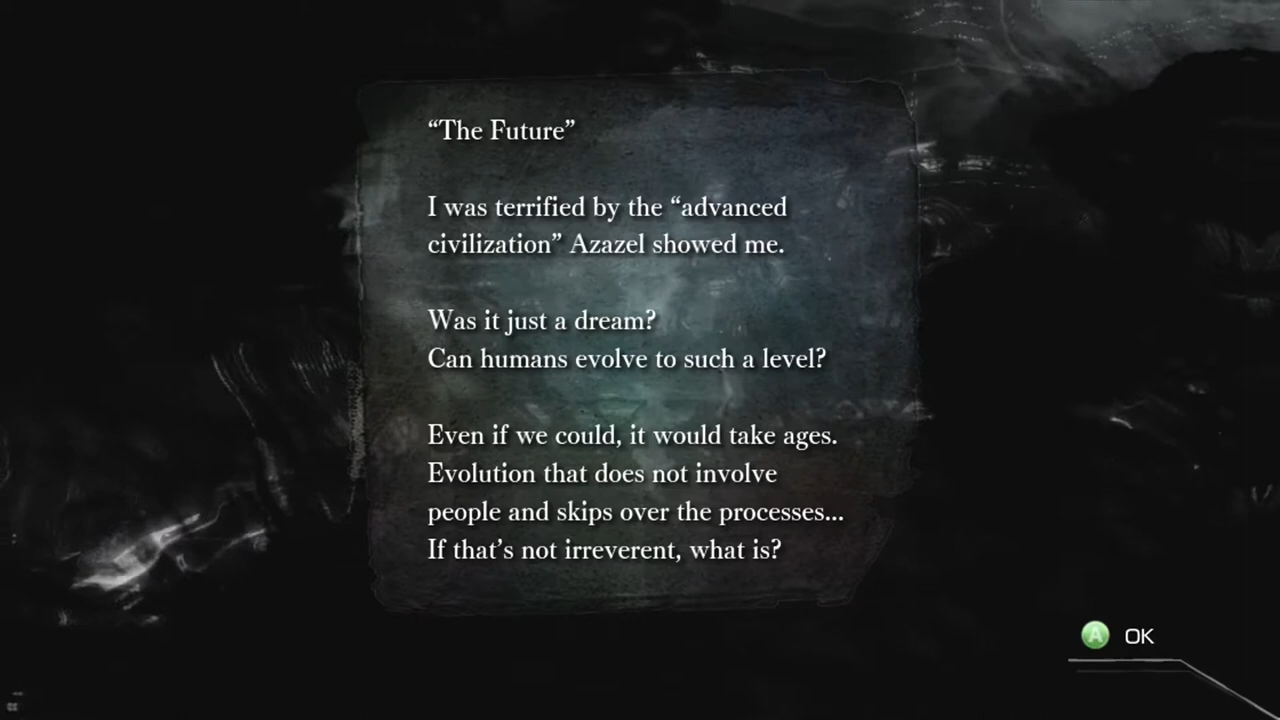 “The Future”
I was terrified by the “advanced
civilization” Azazel showed me.
Was it just a dream?
Can humans evolve to such a level?
Even if we could, it would take ages.
Evolution that does not involve
people and skips over the processes...
If that’s not irreverent, what is?
A OK